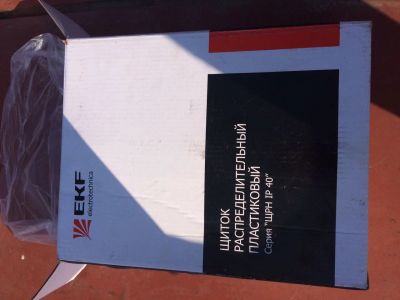 EKF
electrotechnica
ЩИТОК
РАСПРЕДЕЛИТЕЛЬНЫЙ
ПЛАСТИКОВЫЙ
Серия "ЩРН IP 40"